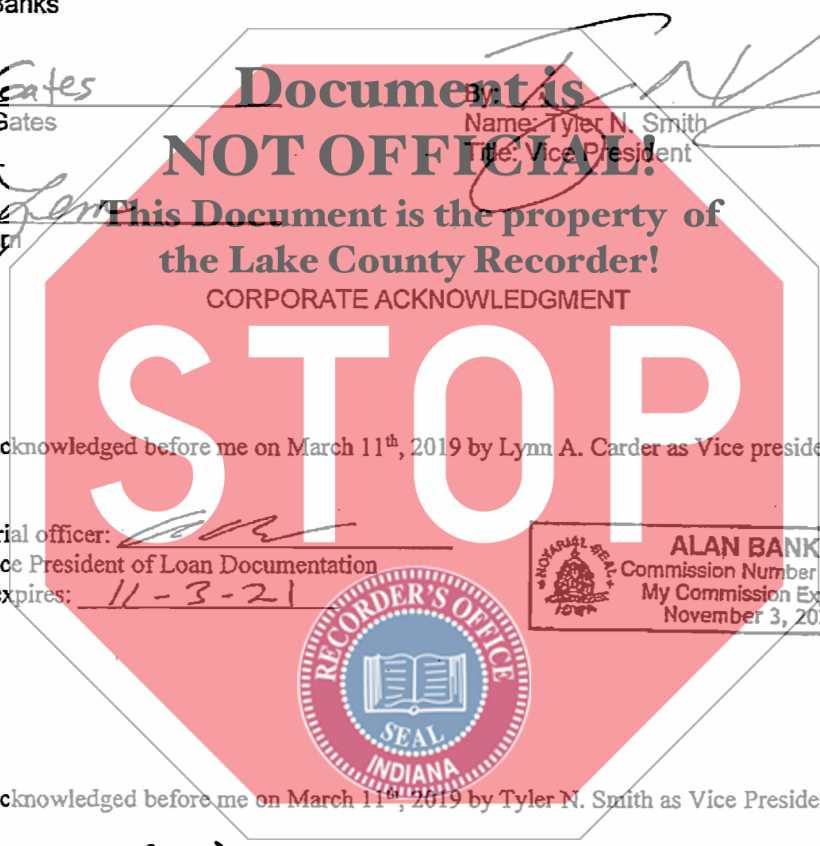 Banks
Gates
Gates
By:
Name: Tyler N. Smith
Title: Vice President
Document is
NOT OFFICIAL!
This Document is the property of
the Lake County Recorder!
CORPORATE ACKNOWLEDGMENT
STOP
cknowledged before me on March 11th, 2019 by Lynn A. Carder as Vice preside
rial officer:
ce President of Loan Documentation
expires: 11-3-21
NOTARIAL SEAL
IOWA
ALAN BANK
Commission Number
My Commission Ex
November 3, 20
RECORDER'S OFFICE
SEAL
INDIANA
cknowledged before me on March 11th, 2019 by Tyler N. Smith as Vice Preside